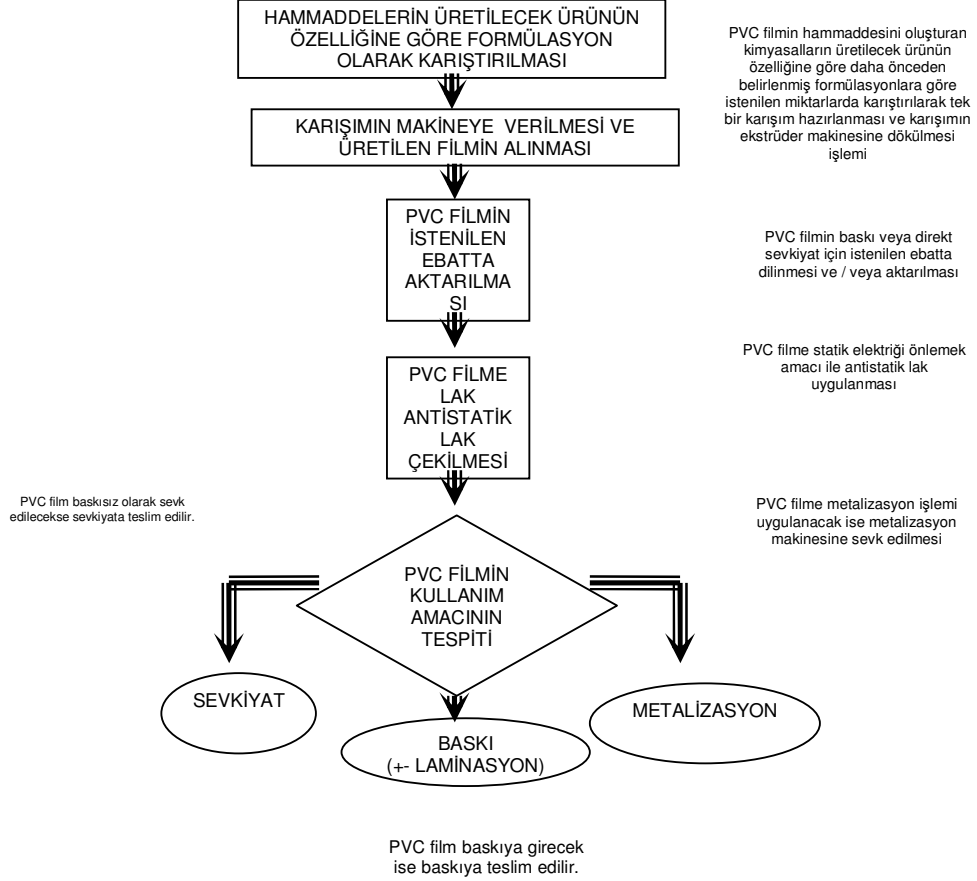 HAMMADDELERİN ÜRETİLECEK ÜRÜNÜN
ÖZELLİĞİNE GÖRE FORMÜLASYON
OLARAK KARIŞTIRILMASI
PVC filmin hammaddesini oluşturan
kimyasalların üretilecek ürünün
özelliğine göre daha önceden
belirlenmiş formülasyonlara göre
istenilen miktarlarda karıştırılarak tek
bir karışım hazırlanması ve karışımın
ekstrüder makinesine dökülmesi
işlemi
KARIŞIMIN MAKİNEYE VERİLMESİ VE
ÜRETİLEN FİLMİN ALINMASI
PVC FİLMİN
İSTENİLEN
EBATTA
AKTARILMA
SI
PVC filmin baskı veya direkt
sevkiyat için istenilen ebatta
dilinmesi ve / veya aktarılması
PVC FİLME
LAK
ANTİSTATİK
LAK
ÇEKİLMESİ
PVC filme statik elektriği önlemek
amacı ile antistatik lak
uygulanması
PVC film baskısız olarak sevk
edilecekse sevkiyata teslim edilir.
PVC filme metalizasyon işlemi
uygulanacak ise metalizasyon
makinesine sevk edilmesi
PVC FİLMİN
KULLANIM
AMACININ
TESPİTİ
SEVKİYAT
BASKI
(+- LAMINASYON)
METALİZASYON
PVC film baskıya girecek
ise baskıya teslim edilir.